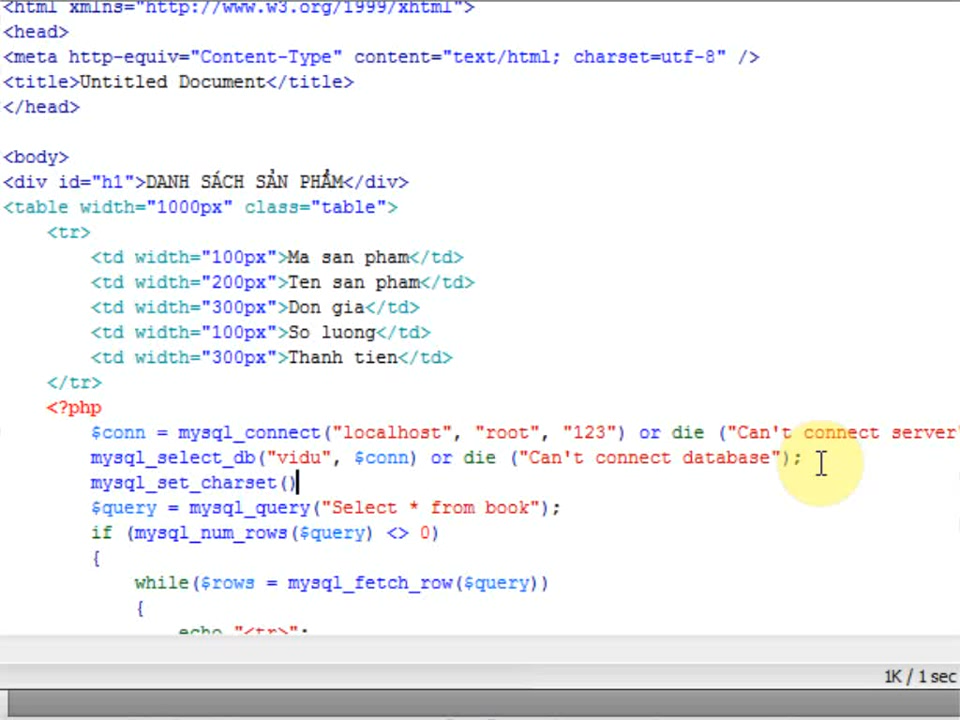 <html xmlns="http://www.w3.org/1999/xhtml">
<head>
<meta http-equiv="Content-Type" content="text/html; charset=utf-8" />
<title>Untitled Document</title>
</head>
<body>
<div id="h1">DANH SÁCH SẢN PHẨM</div>
<table width="1000px" class="table">
<tr>
<td width="100px">Ma san pham</td>
<td width="200px">Ten san pham</td>
<td width="300px">Don gia</td>
<td width="100px">So luong</td>
<td width="300px">Thanh tien</td>
</tr>
<?php
$conn = mysql_connect("localhost", "root", "123") or die ("Can't connect server"
mysql_select_db("vidu", $conn) or die ("Can't connect database");
mysql_set_charset()
$query = mysql_query("Select * from book");
if (mysql_num_rows($query) <> 0)
{
while($rows = mysql_fetch_row($query))
{
echo "<tr>";
1K / 1 sec